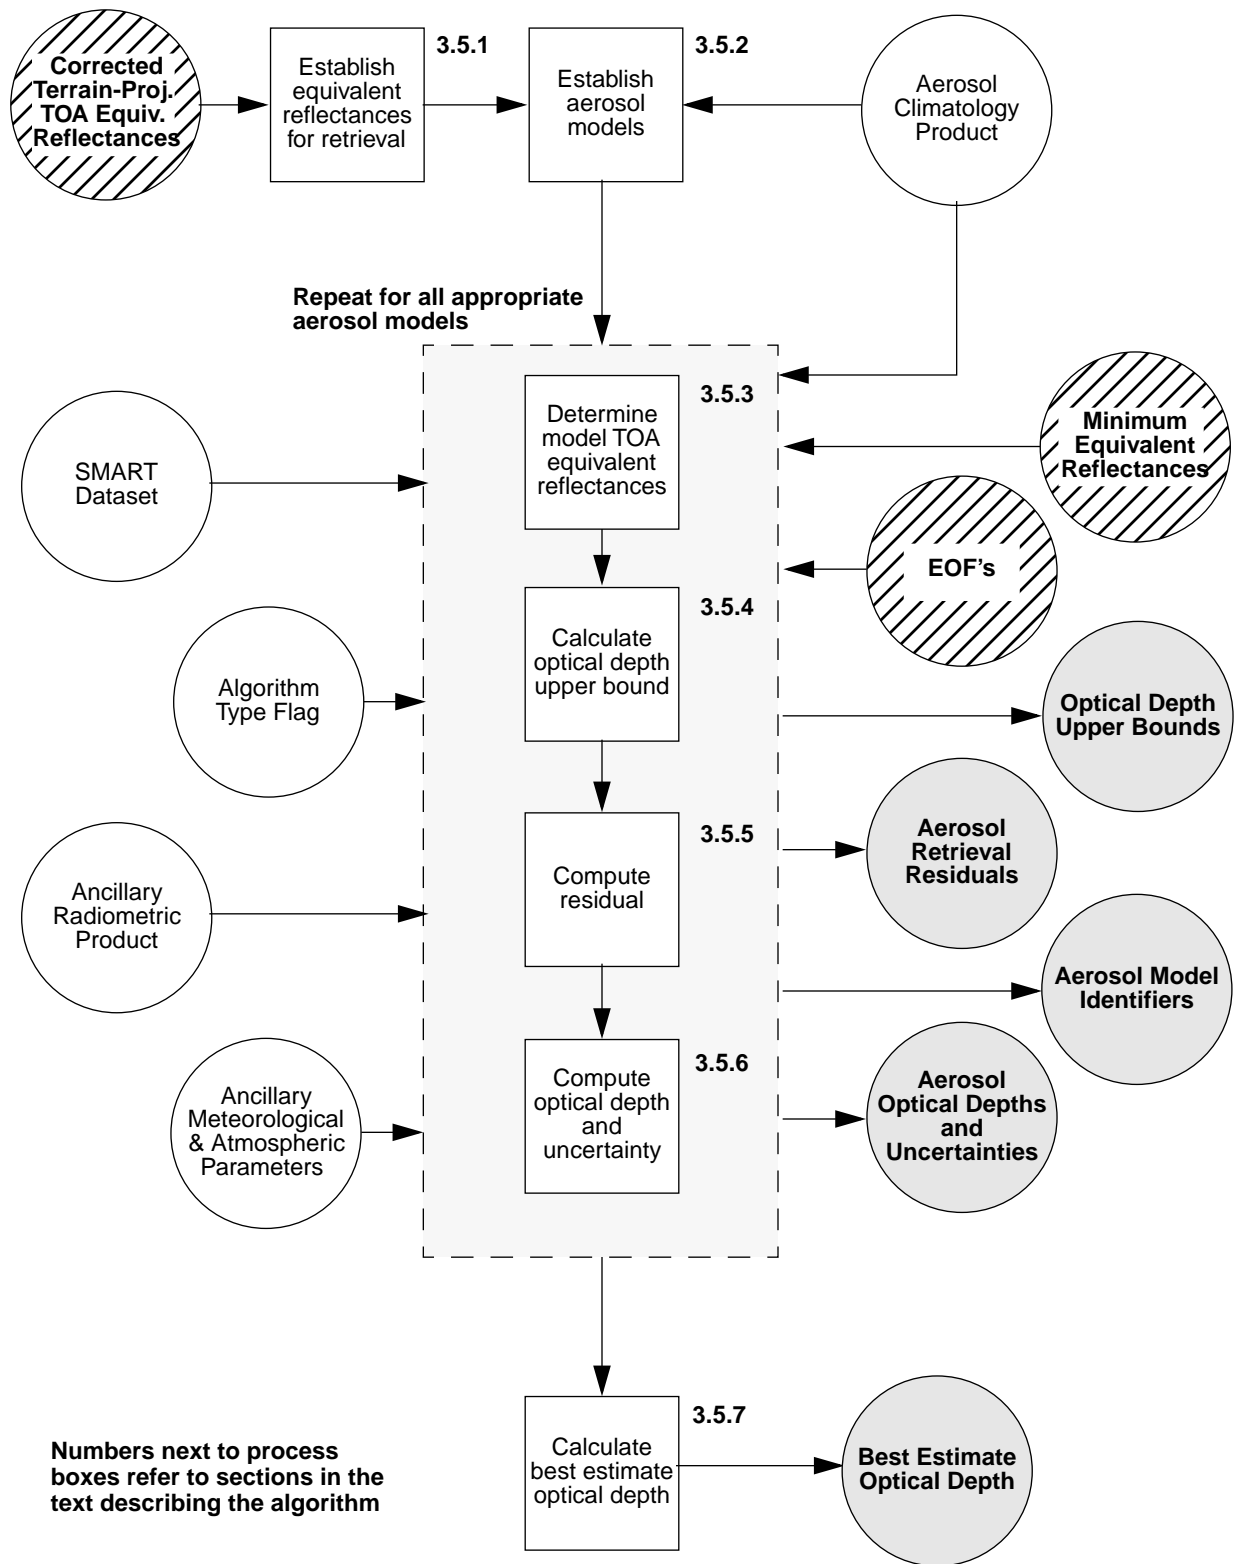 Corrected
Terrain-Proj.
TOA Equiv.
Reflectances
3.5.1
Establish
equivalent
reflectances
for retrieval
3.5.2
Establish
aerosol
models
Aerosol
Climatology
Product
Repeat for all appropriate
aerosol models
3.5.3
Determine
model TOA
equivalent
reflectances
SMART
Dataset
Minimum
Equivalent
Reflectances
EOF's
3.5.4
Calculate
optical depth
upper bound
Algorithm
Type Flag
Optical Depth
Upper Bounds
3.5.5
Compute
residual
Aerosol
Retrieval
Residuals
Ancillary
Radiometric
Product
Aerosol Model
Identifiers
3.5.6
Compute
optical depth
and
uncertainty
Aerosol
Optical Depths
and
Uncertainties
Ancillary
Meteorological
& Atmospheric
Parameters
3.5.7
Calculate
best estimate
optical depth
Best Estimate
Optical Depth
Numbers next to process
boxes refer to sections in the
text describing the algorithm